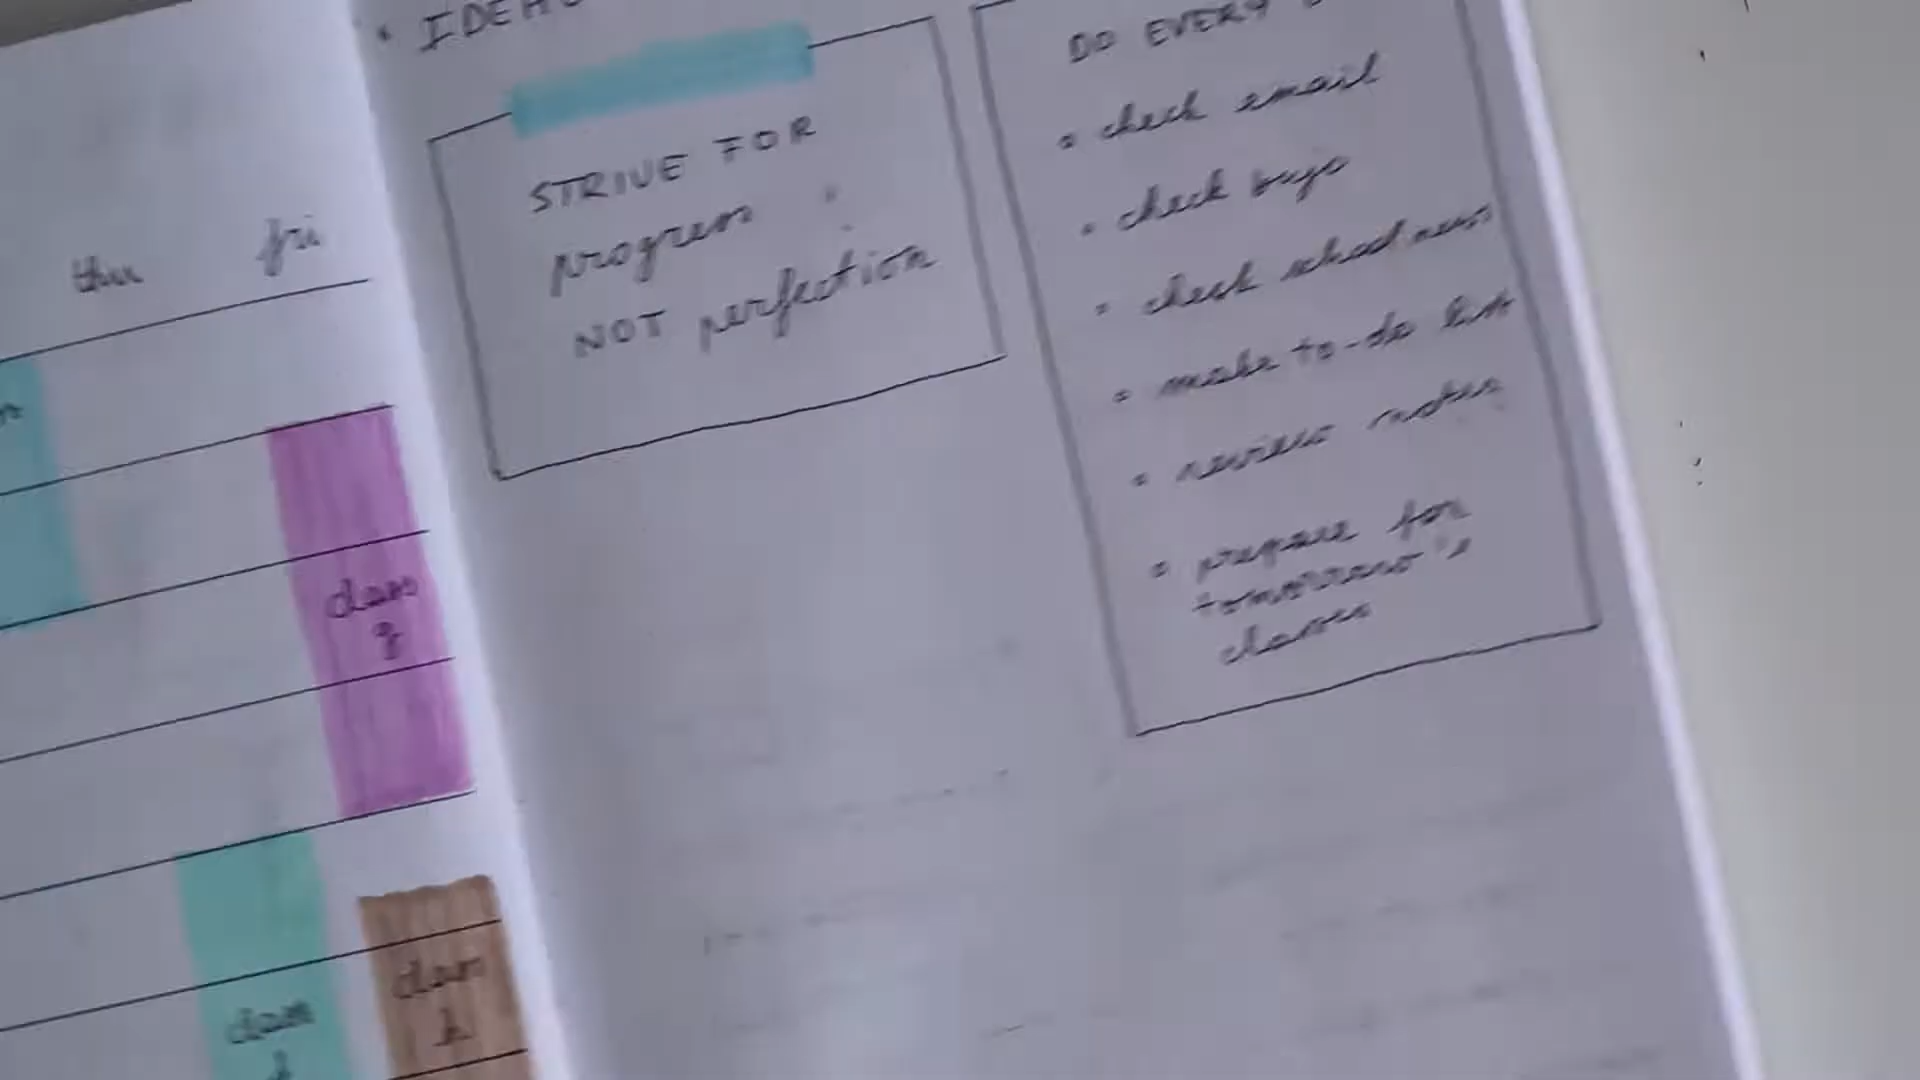 thu fri
class
g
class
class
k
STRIVE FOR
progress
NOT perfection
DO EVERY
• check email
• check bujo
• check school news
• make to-do list
• review notes
• prepare for
tomorrow's
classes